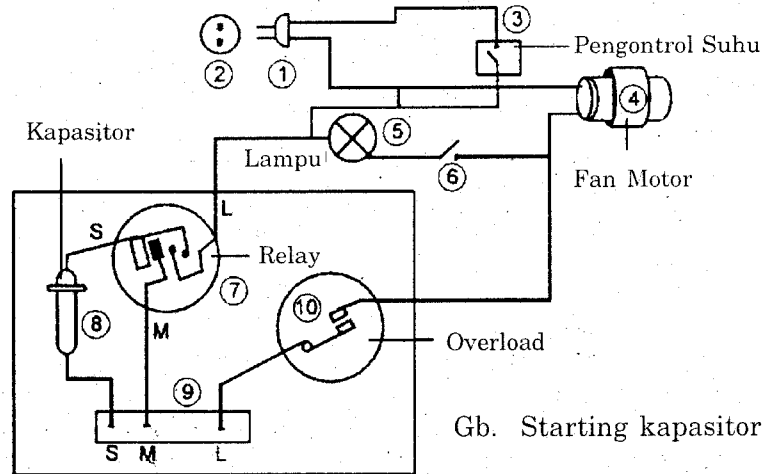 3
Pengontrol Suhu
2
1
4
Kapasitor
5
Lampu
6
Fan Motor
L
S
Relay
7
10
8
M
Overload
9
S M L
Gb. Starting kapasitor